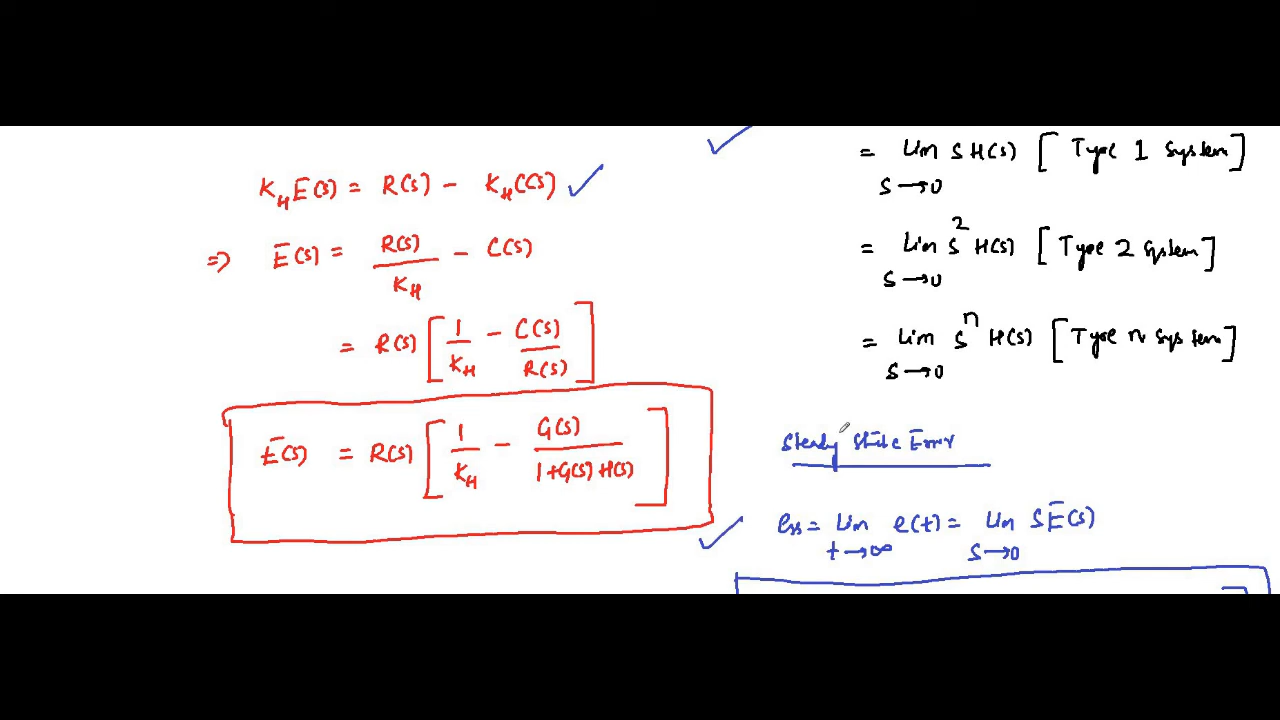 K_H E(s) = R(s) - K_H C(s) ✓
=> E(s) = R(s)/K_H - C(s)
= R(s) [ 1/K_H - C(s)/R(s) ]
E(s) = R(s) [ 1/K_H - G(s)/(1+G(s)H(s)) ]
= Lim s→0 S H(s) [ Type 1 System ]
= Lim s→0 S^2 H(s) [ Type 2 System ]
= Lim s→0 S^n H(s) [ Type n System ]
Steady State Error
ess = Lim t→∞ e(t) = Lim s→0 S E(s)